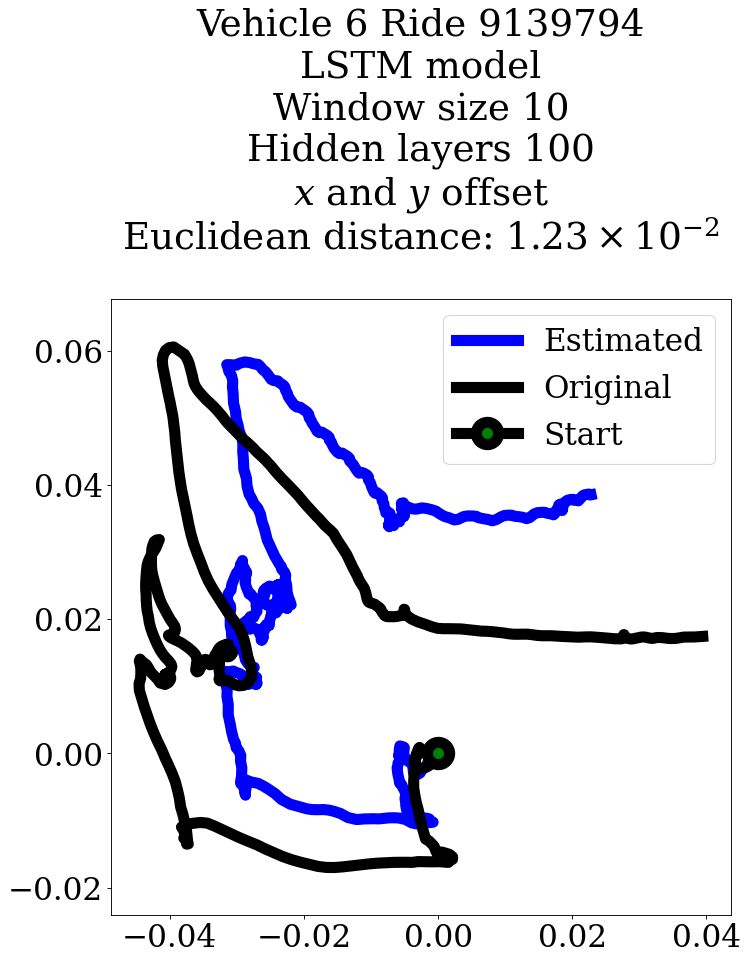 Vehicle 6 Ride 9139794
LSTM model
Window size 10
Hidden layers 100
x and y offset
Euclidean distance: 1.23 × 10⁻²
Estimated
Original
Start
0.06
0.04
0.02
0.00
−0.02
−0.04 −0.02 0.00 0.02 0.04